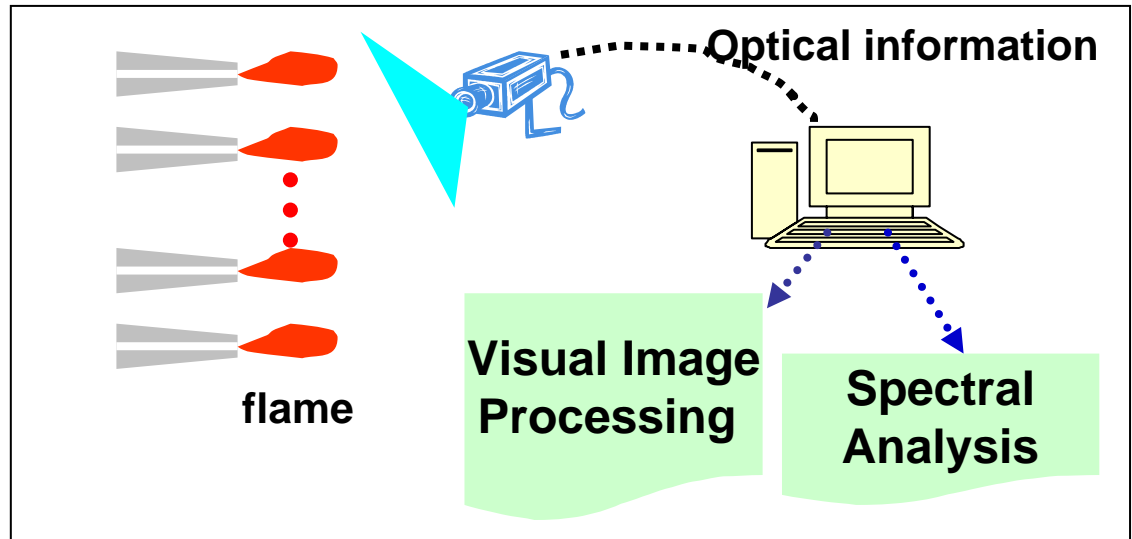 Optical information
flame
Visual Image
Processing
Spectral
Analysis